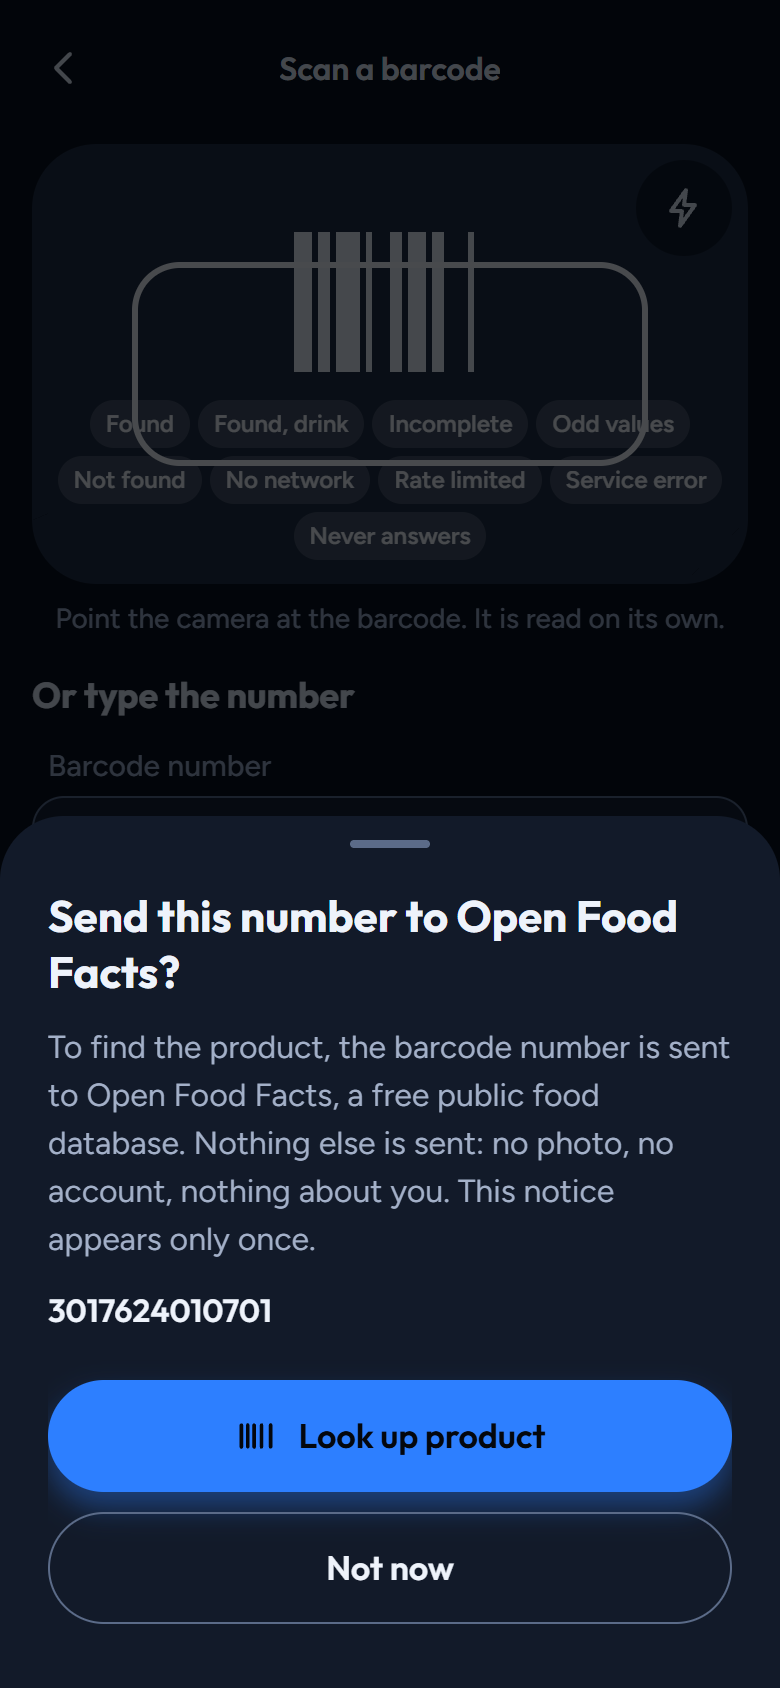 Scan a barcode
Found
Found, drink
Incomplete
Odd values
Not found
No network
Rate limited
Service error
Never answers
Point the camera at the barcode. It is read on its own.
Or type the number
Barcode number
Send this number to Open Food
Facts?
To find the product, the barcode number is sent
to Open Food Facts, a free public food
database. Nothing else is sent: no photo, no
account, nothing about you. This notice
appears only once.
3017624010701
Look up product
Not now